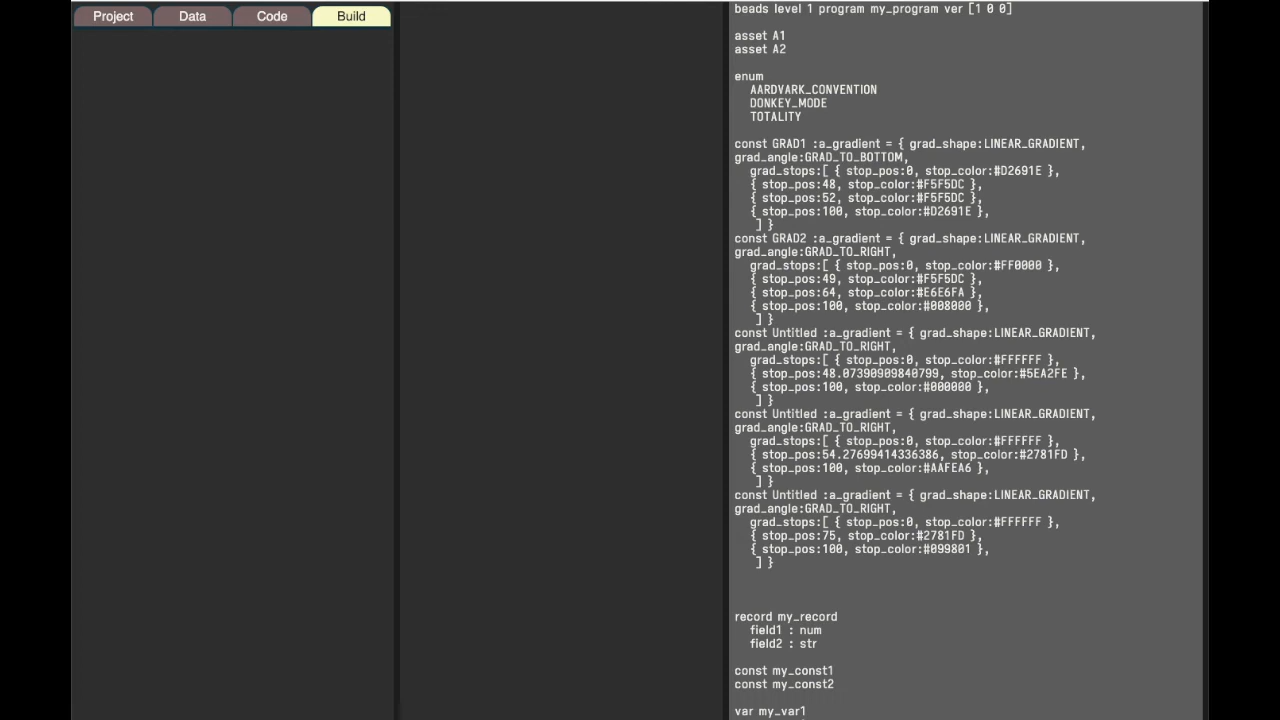 Project
Data
Code
Build
beads level 1 program my_program ver [1 0 0]
asset A1
asset A2
enum
AARDVARK_CONVENTION
DONKEY_MODE
TOTALITY
const GRAD1 :a_gradient = { grad_shape:LINEAR_GRADIENT,
grad_angle:GRAD_TO_BOTTOM,
grad_stops:[ { stop_pos:0, stop_color:#D2691E },
{ stop_pos:48, stop_color:#F5F5DC },
{ stop_pos:52, stop_color:#F5F5DC },
{ stop_pos:100, stop_color:#D2691E },
] }
const GRAD2 :a_gradient = { grad_shape:LINEAR_GRADIENT,
grad_angle:GRAD_TO_RIGHT,
grad_stops:[ { stop_pos:0, stop_color:#FF0000 },
{ stop_pos:49, stop_color:#F5F5DC },
{ stop_pos:64, stop_color:#E6E6FA },
{ stop_pos:100, stop_color:#008000 },
] }
const Untitled :a_gradient = { grad_shape:LINEAR_GRADIENT,
grad_angle:GRAD_TO_RIGHT,
grad_stops:[ { stop_pos:0, stop_color:#FFFFFF },
{ stop_pos:48.07390909840799, stop_color:#5EA2FE },
{ stop_pos:100, stop_color:#000000 },
] }
const Untitled :a_gradient = { grad_shape:LINEAR_GRADIENT,
grad_angle:GRAD_TO_RIGHT,
grad_stops:[ { stop_pos:0, stop_color:#FFFFFF },
{ stop_pos:54.27699414336386, stop_color:#2781FD },
{ stop_pos:100, stop_color:#AAFEA6 },
] }
const Untitled :a_gradient = { grad_shape:LINEAR_GRADIENT,
grad_angle:GRAD_TO_RIGHT,
grad_stops:[ { stop_pos:0, stop_color:#FFFFFF },
{ stop_pos:75, stop_color:#2781FD },
{ stop_pos:100, stop_color:#099801 },
] }
record my_record
field1 : num
field2 : str
const my_const1
const my_const2
var my_var1